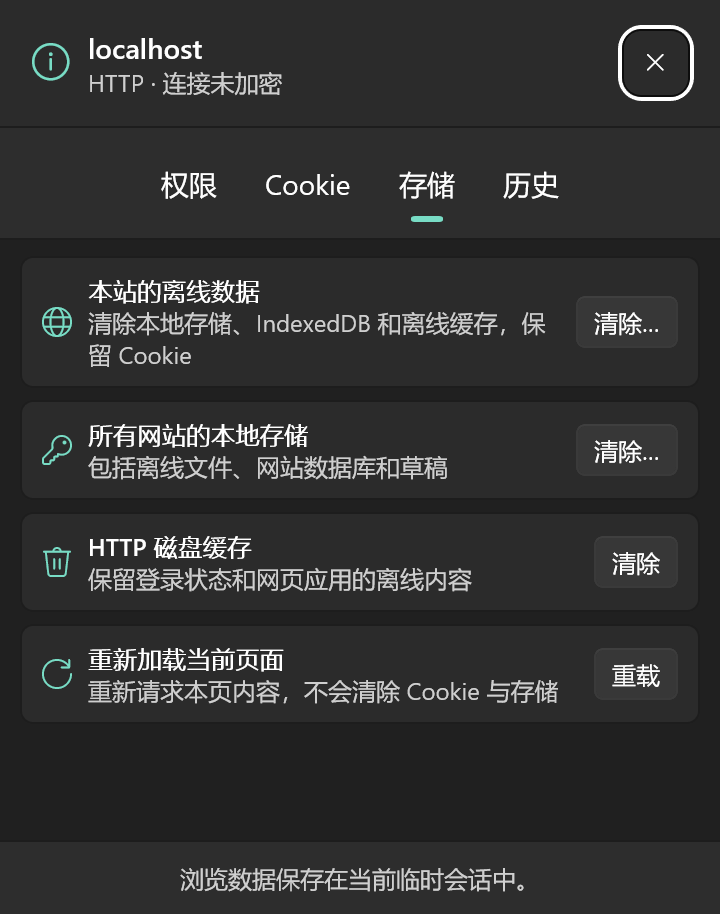 localhost
HTTP · 连接未加密
权限 Cookie 存储 历史
本站的离线数据
清除本地存储、IndexedDB 和离线缓存，保
留 Cookie
清除...
所有网站的本地存储
包括离线文件、网站数据库和草稿
清除...
HTTP 磁盘缓存
保留登录状态和网页应用的离线内容
清除
重新加载当前页面
重新请求本页内容，不会清除 Cookie 与存储
重载
浏览数据保存在当前临时会话中。